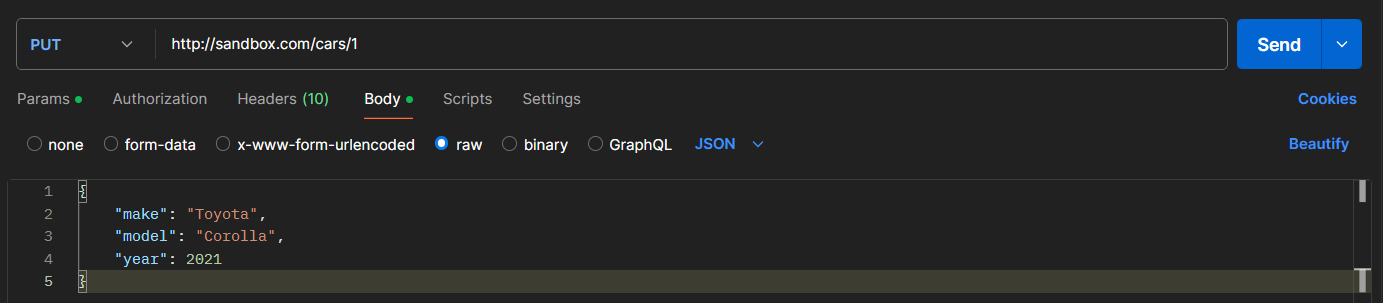 PUT http://sandbox.com/cars/1 Send
Params Authorization Headers (10) Body Scripts Settings Cookies
none form-data x-www-form-urlencoded raw binary GraphQL JSON Beautify
1 {
2 "make": "Toyota",
3 "model": "Corolla",
4 "year": 2021
5 }